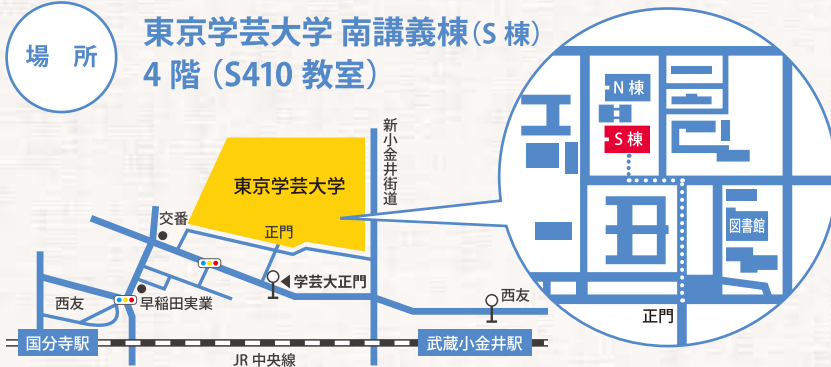 場 所
東京学芸大学 南講義棟(S 棟)
4 階(S410 教室)
新小金井街道
東京学芸大学
交番
正門
学芸大正門
西友
早稲田実業
西友
国分寺駅
武蔵小金井駅
JR 中央線
N 棟
S 棟
図書館
正門